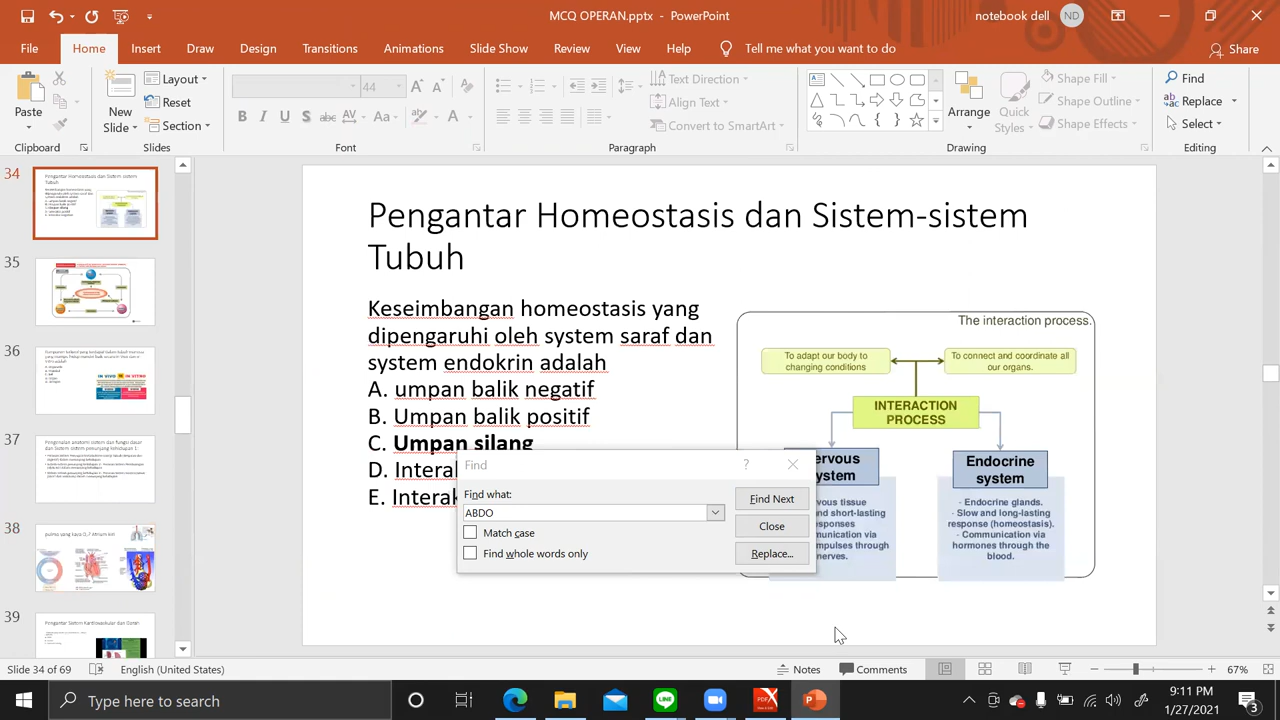 MCQ OPERAN.pptx - PowerPoint
notebook dell
ND
File Home Insert Draw Design Transitions Animations Slide Show Review View Help Tell me what you want to do
Share
Paste
New
Slide
Layout
Reset
Section
44
Text Direction
Align Text
Convert to SmartArt
Arrange
Quick
Styles
Shape Fill
Shape Outline
Shape Effects
Find
Replace
Select
Clipboard
Slides
Font
Paragraph
Drawing
Editing
34
35
36
37
38
39
Pengantar Homeostasis dan Sistem-sistem
Tubuh
Keseimbangan homeostasis yang
dipengaruhi oleh system saraf dan
system endokrin adalah
A. umpan balik negatif
B. Umpan balik positif
C. Umpan silang
D. Intera
E. Interak
The interaction process.
To adapt our body to
changing conditions
To connect and coordinate all
our organs.
INTERACTION
PROCESS
Endocrine
system
- Endocrine glands.
- Slow and long-lasting
response (homeostasis).
- Communication via
hormones through the
blood.
Find
Find what:
ABDO
Match case
Find whole words only
Find Next
Close
Replace...
Slide 34 of 69
English (United States)
Notes
Comments
67%
Type here to search
9:11 PM
1/27/2021
3